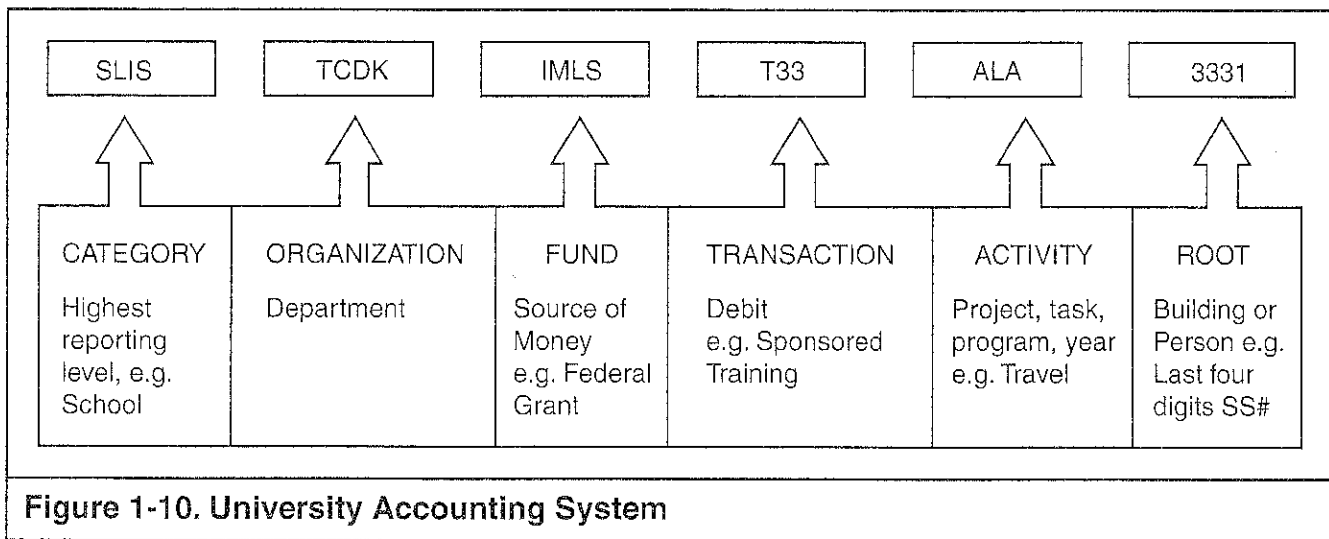 SLIS
TCDK
IMLS
T33
ALA
3331
CATEGORY
Highest
reporting
level, e.g.
School
ORGANIZATION
Department
FUND
Source of
Money
e.g. Federal
Grant
TRANSACTION
Debit
e.g. Sponsored
Training
ACTIVITY
Project, task,
program, year
e.g. Travel
ROOT
Building or
Person e.g.
Last four
digits SS#
Figure 1-10. University Accounting System